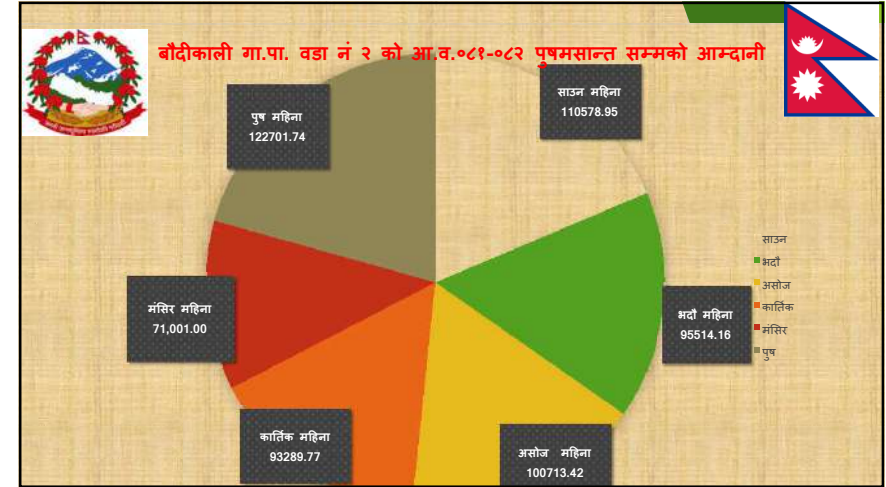 बौदीकाली गा.पा. वडा नं २ को आ.व.०८१-०८२ पुषमसान्त सम्मको आम्दानी
साउन महिना
110578.95
पुष महिना
122701.74
साउन
भदौ
असोज
कार्तिक
मंसिर
पुष
भदौ महिना
95514.16
मंसिर महिना
71,001.00
कार्तिक महिना
93289.77
असोज महिना
100713.42